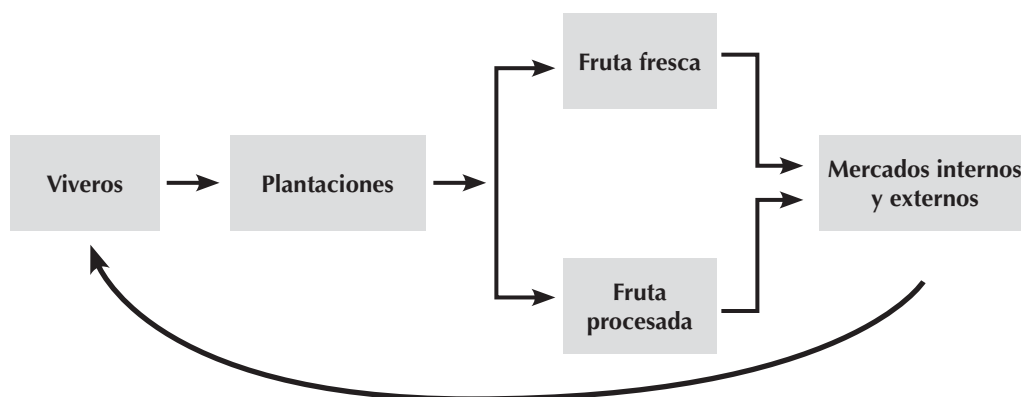 Fruta fresca
Viveros
Plantaciones
Mercados internos
y externos
Fruta
procesada